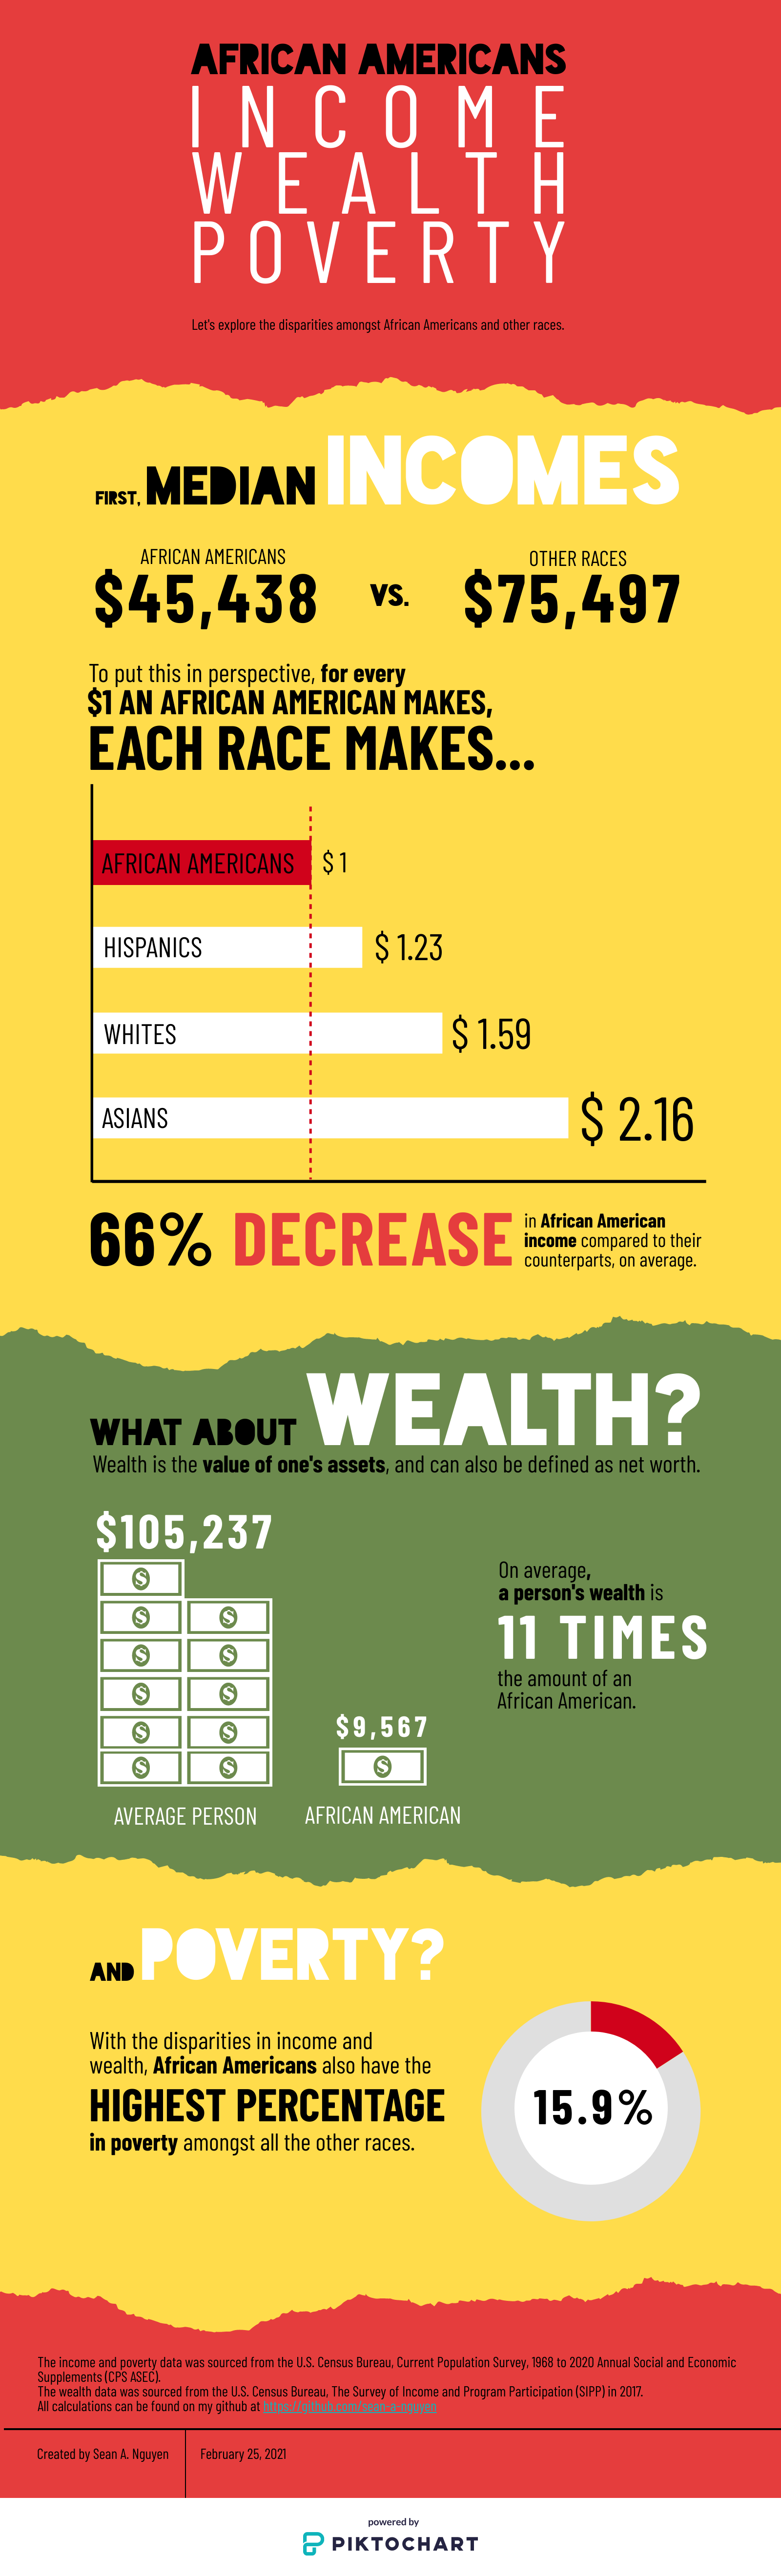 AFRICAN AMERICANS
INCOME
WEALTH
POVERTY
Let's explore the disparities amongst African Americans and other races.
FIRST, MEDIAN INCOMES
AFRICAN AMERICANS
$45,438
VS.
OTHER RACES
$75,497
To put this in perspective, for every
$1 AN AFRICAN AMERICAN MAKES,
EACH RACE MAKES...
AFRICAN AMERICANS $ 1
HISPANICS $ 1.23
WHITES $ 1.59
ASIANS $ 2.16
66% DECREASE
in African American
income compared to their
counterparts, on average.
WHAT ABOUT WEALTH?
Wealth is the value of one's assets, and can also be defined as net worth.
$105,237
$
$ $
$ $
$ $
$ $
$ $
AVERAGE PERSON
$9,567
$
AFRICAN AMERICAN
On average,
a person's wealth is
11 TIMES
the amount of an
African American.
AND POVERTY?
With the disparities in income and
wealth, African Americans also have the
HIGHEST PERCENTAGE
in poverty amongst all the other races.
15.9%
The income and poverty data was sourced from the U.S. Census Bureau, Current Population Survey, 1968 to 2020 Annual Social and Economic
Supplements (CPS ASEC).
The wealth data was sourced from the U.S. Census Bureau, The Survey of Income and Program Participation (SIPP) in 2017.
All calculations can be found on my github at https://github.com/sean-a-nguyen
Created by Sean A. Nguyen
February 25, 2021
powered by
PIKTOCHART